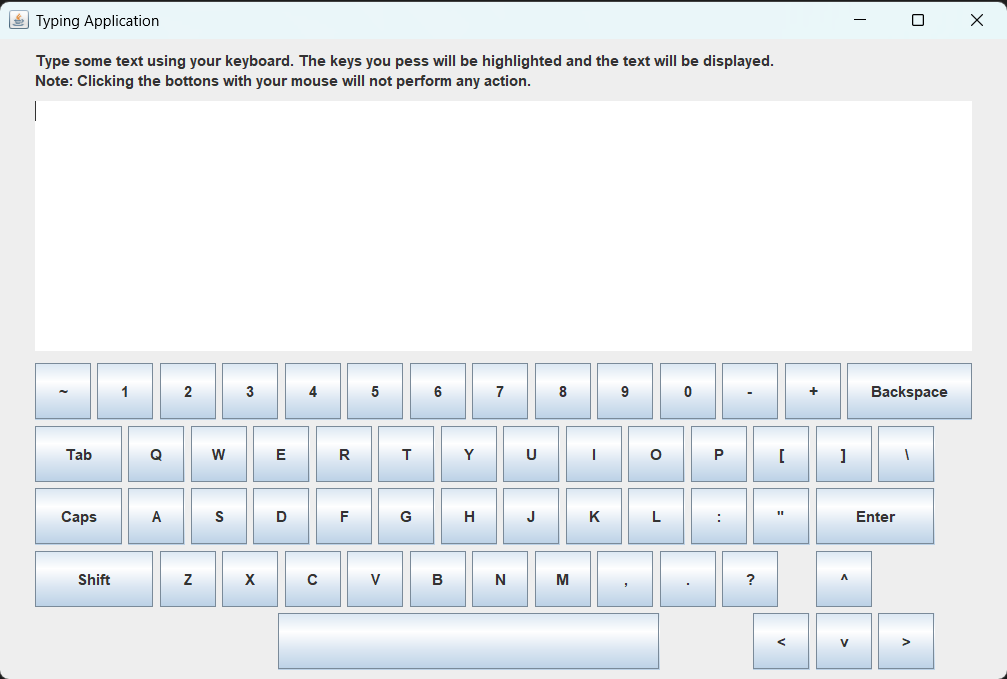 Typing Application
Type some text using your keyboard. The keys you pess will be highlighted and the text will be displayed.
Note: Clicking the bottons with your mouse will not perform any action.
~ 1 2 3 4 5 6 7 8 9 0 - + Backspace
Tab Q W E R T Y U I O P [ ] \
Caps A S D F G H J K L : " Enter
Shift Z X C V B N M , . ? ^
< v >